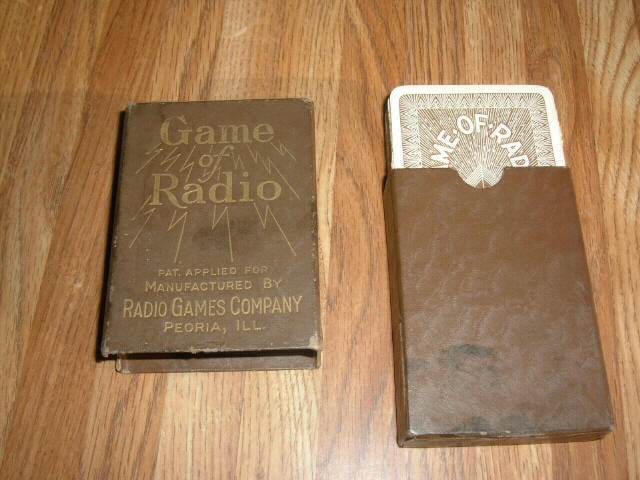 Game
of
Radio
PAT. APPLIED FOR
MANUFACTURED BY
RADIO GAMES COMPANY
PEORIA, ILL.
ME·OF·RAD